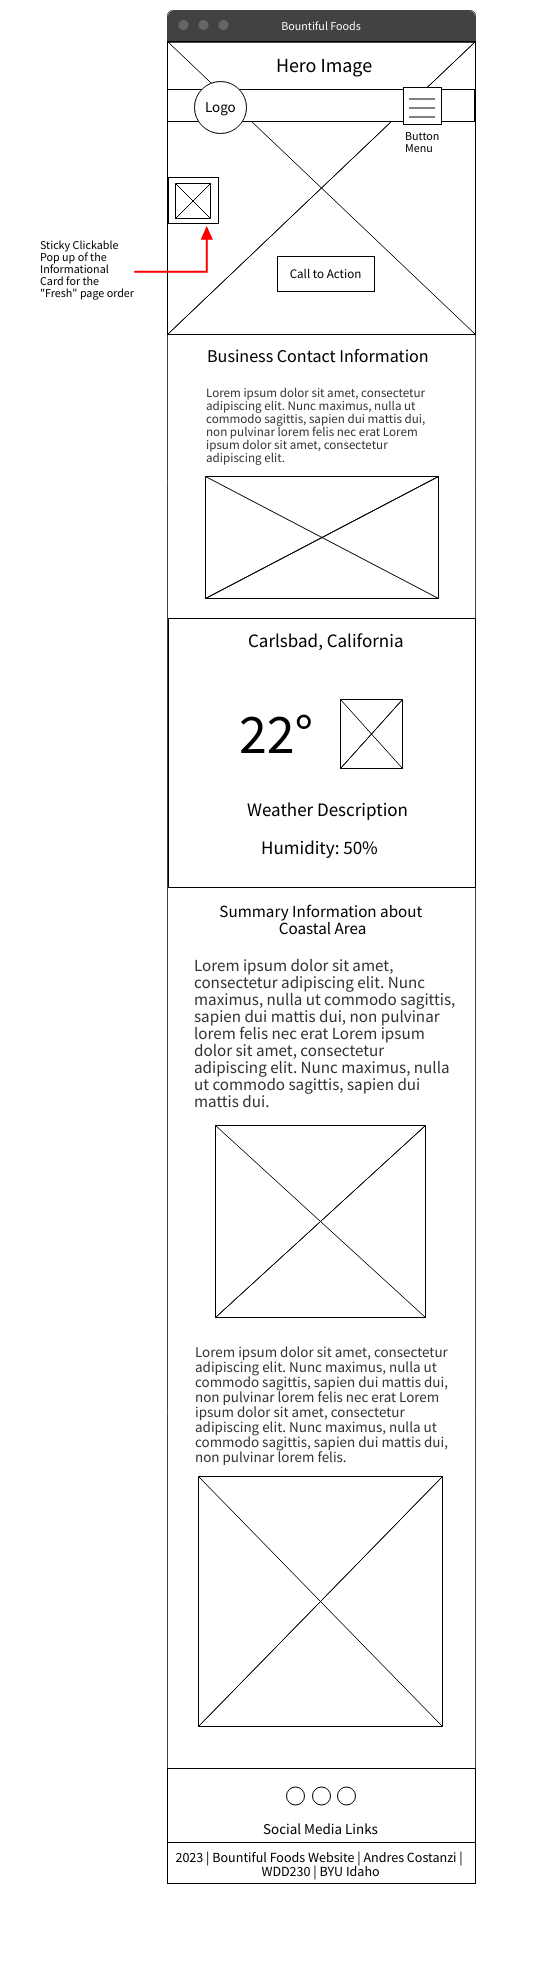 Bountiful Foods
Hero Image
Logo
Button
Menu
Sticky Clickable
Pop up of the
Informational
Card for the
"Fresh" page order
Call to Action
Business Contact Information
Lorem ipsum dolor sit amet, consectetur
adipiscing elit. Nunc maximus, nulla ut
commodo sagittis, sapien dui mattis dui,
non pulvinar lorem felis nec erat Lorem
ipsum dolor sit amet, consectetur
adipiscing elit.
Carlsbad, California
22°
Weather Description
Humidity: 50%
Summary Information about
Coastal Area
Lorem ipsum dolor sit amet,
consectetur adipiscing elit. Nunc
maximus, nulla ut commodo sagittis,
sapien dui mattis dui, non pulvinar
lorem felis nec erat Lorem ipsum
dolor sit amet, consectetur
adipiscing elit. Nunc maximus, nulla
ut commodo sagittis, sapien dui
mattis dui.
Lorem ipsum dolor sit amet, consectetur
adipiscing elit. Nunc maximus, nulla ut
commodo sagittis, sapien dui mattis dui,
non pulvinar lorem felis nec erat Lorem
ipsum dolor sit amet, consectetur
adipiscing elit. Nunc maximus, nulla ut
commodo sagittis, sapien dui mattis dui,
non pulvinar lorem felis.
Social Media Links
2023 | Bountiful Foods Website | Andres Costanzi |
WDD230 | BYU Idaho